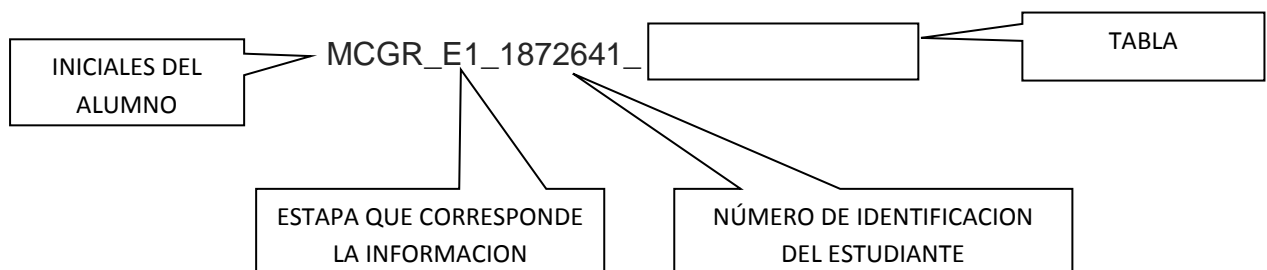 TABLA
MCGR_E1_1872641_
INICIALES DEL
ALUMNO
ESTAPA QUE CORRESPONDE
LA INFORMACION
NÚMERO DE IDENTIFICACION
DEL ESTUDIANTE